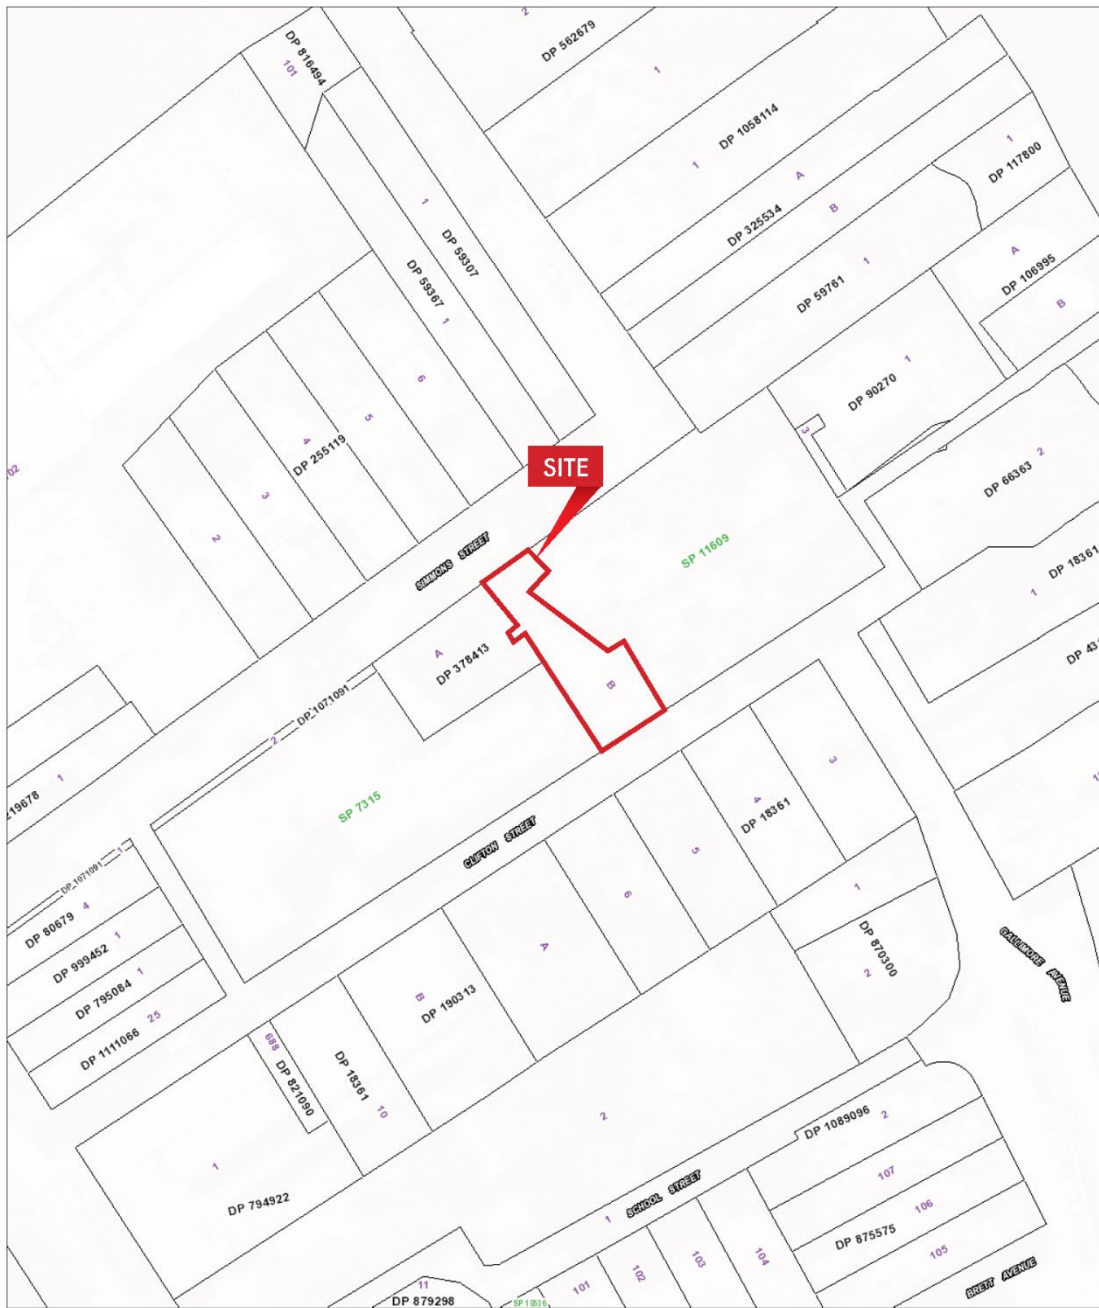 2
DP 562679
DP 816494
101
1
DP 1058114
1
1
DP 117800
A
DP 325534
B
1
DP 59307
A
DP 106995
B
1
DP 59761
DP 59367
1
1
DP 90270
3
6
5
4
DP 255119
3
2
02
SITE
2
DP 66363
SIMMONS STREET
SP 11609
DP 18361
1
A
DP 378413
B
DP 1071091
2
3
4
DP 18361
5
6
1
219678
SP 7315
CLIFTON STREET
1
DP 1071091
DP 80679 4
DP 999452 1
DP 795084 1
DP 1111066 25
1
DP 870300
2
A
B
DP 190313
GALLIMORE AVENUE
688
DP 821090
DP 18361
10
2
DP 1089096 2
1
DP 794922
SCHOOL STREET
1
107
106
DP 875575
105
104
103
102
101
11
DP 879298
SP 19836
BRETT AVENUE